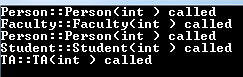 Person::Person(int ) called
Faculty::Faculty(int ) called
Person::Person(int ) called
Student::Student(int ) called
TA::TA(int ) called